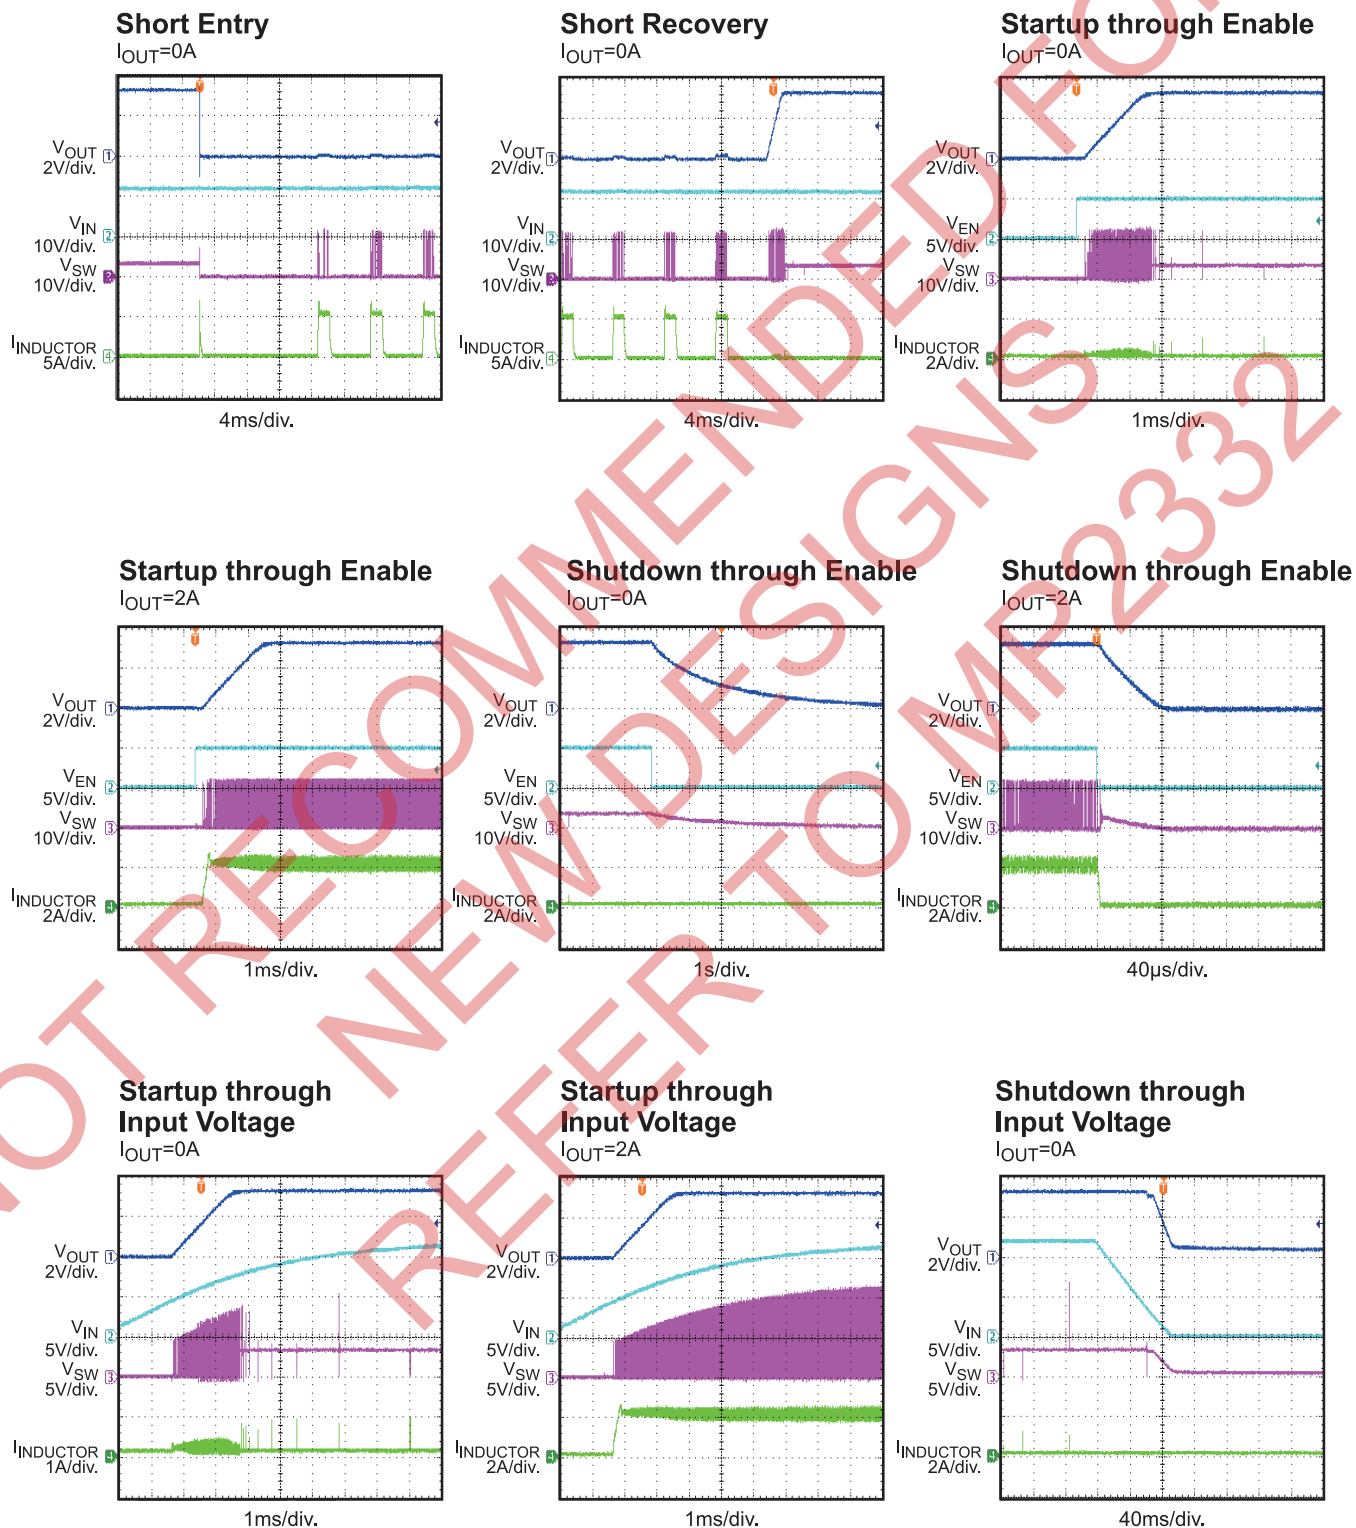 Short Entry
IOUT=0A
VOUT
2V/div.
VIN
10V/div.
VSW
10V/div.
IINDUCTOR
5A/div.
4ms/div.
Short Recovery
IOUT=0A
VOUT
2V/div.
VIN
10V/div.
VSW
10V/div.
IINDUCTOR
5A/div.
4ms/div.
Startup through Enable
IOUT=0A
VOUT
2V/div.
VEN
5V/div.
VSW
10V/div.
IINDUCTOR
2A/div.
1ms/div.
Startup through Enable
IOUT=2A
VOUT
2V/div.
VEN
5V/div.
VSW
10V/div.
IINDUCTOR
2A/div.
1ms/div.
Shutdown through Enable
IOUT=0A
VOUT
2V/div.
VEN
5V/div.
VSW
10V/div.
IINDUCTOR
2A/div.
1s/div.
Shutdown through Enable
IOUT=2A
VOUT
2V/div.
VEN
5V/div.
VSW
10V/div.
IINDUCTOR
2A/div.
40µs/div.
Startup through
Input Voltage
IOUT=0A
VOUT
2V/div.
VIN
5V/div.
VSW
5V/div.
IINDUCTOR
1A/div.
1ms/div.
Startup through
Input Voltage
IOUT=2A
VOUT
2V/div.
VIN
5V/div.
VSW
5V/div.
IINDUCTOR
2A/div.
1ms/div.
Shutdown through
Input Voltage
IOUT=0A
VOUT
2V/div.
VIN
5V/div.
VSW
5V/div.
IINDUCTOR
2A/div.
40ms/div.
NOT RECOMMENDED FOR
NEW DESIGNS
REFER TO MP2332